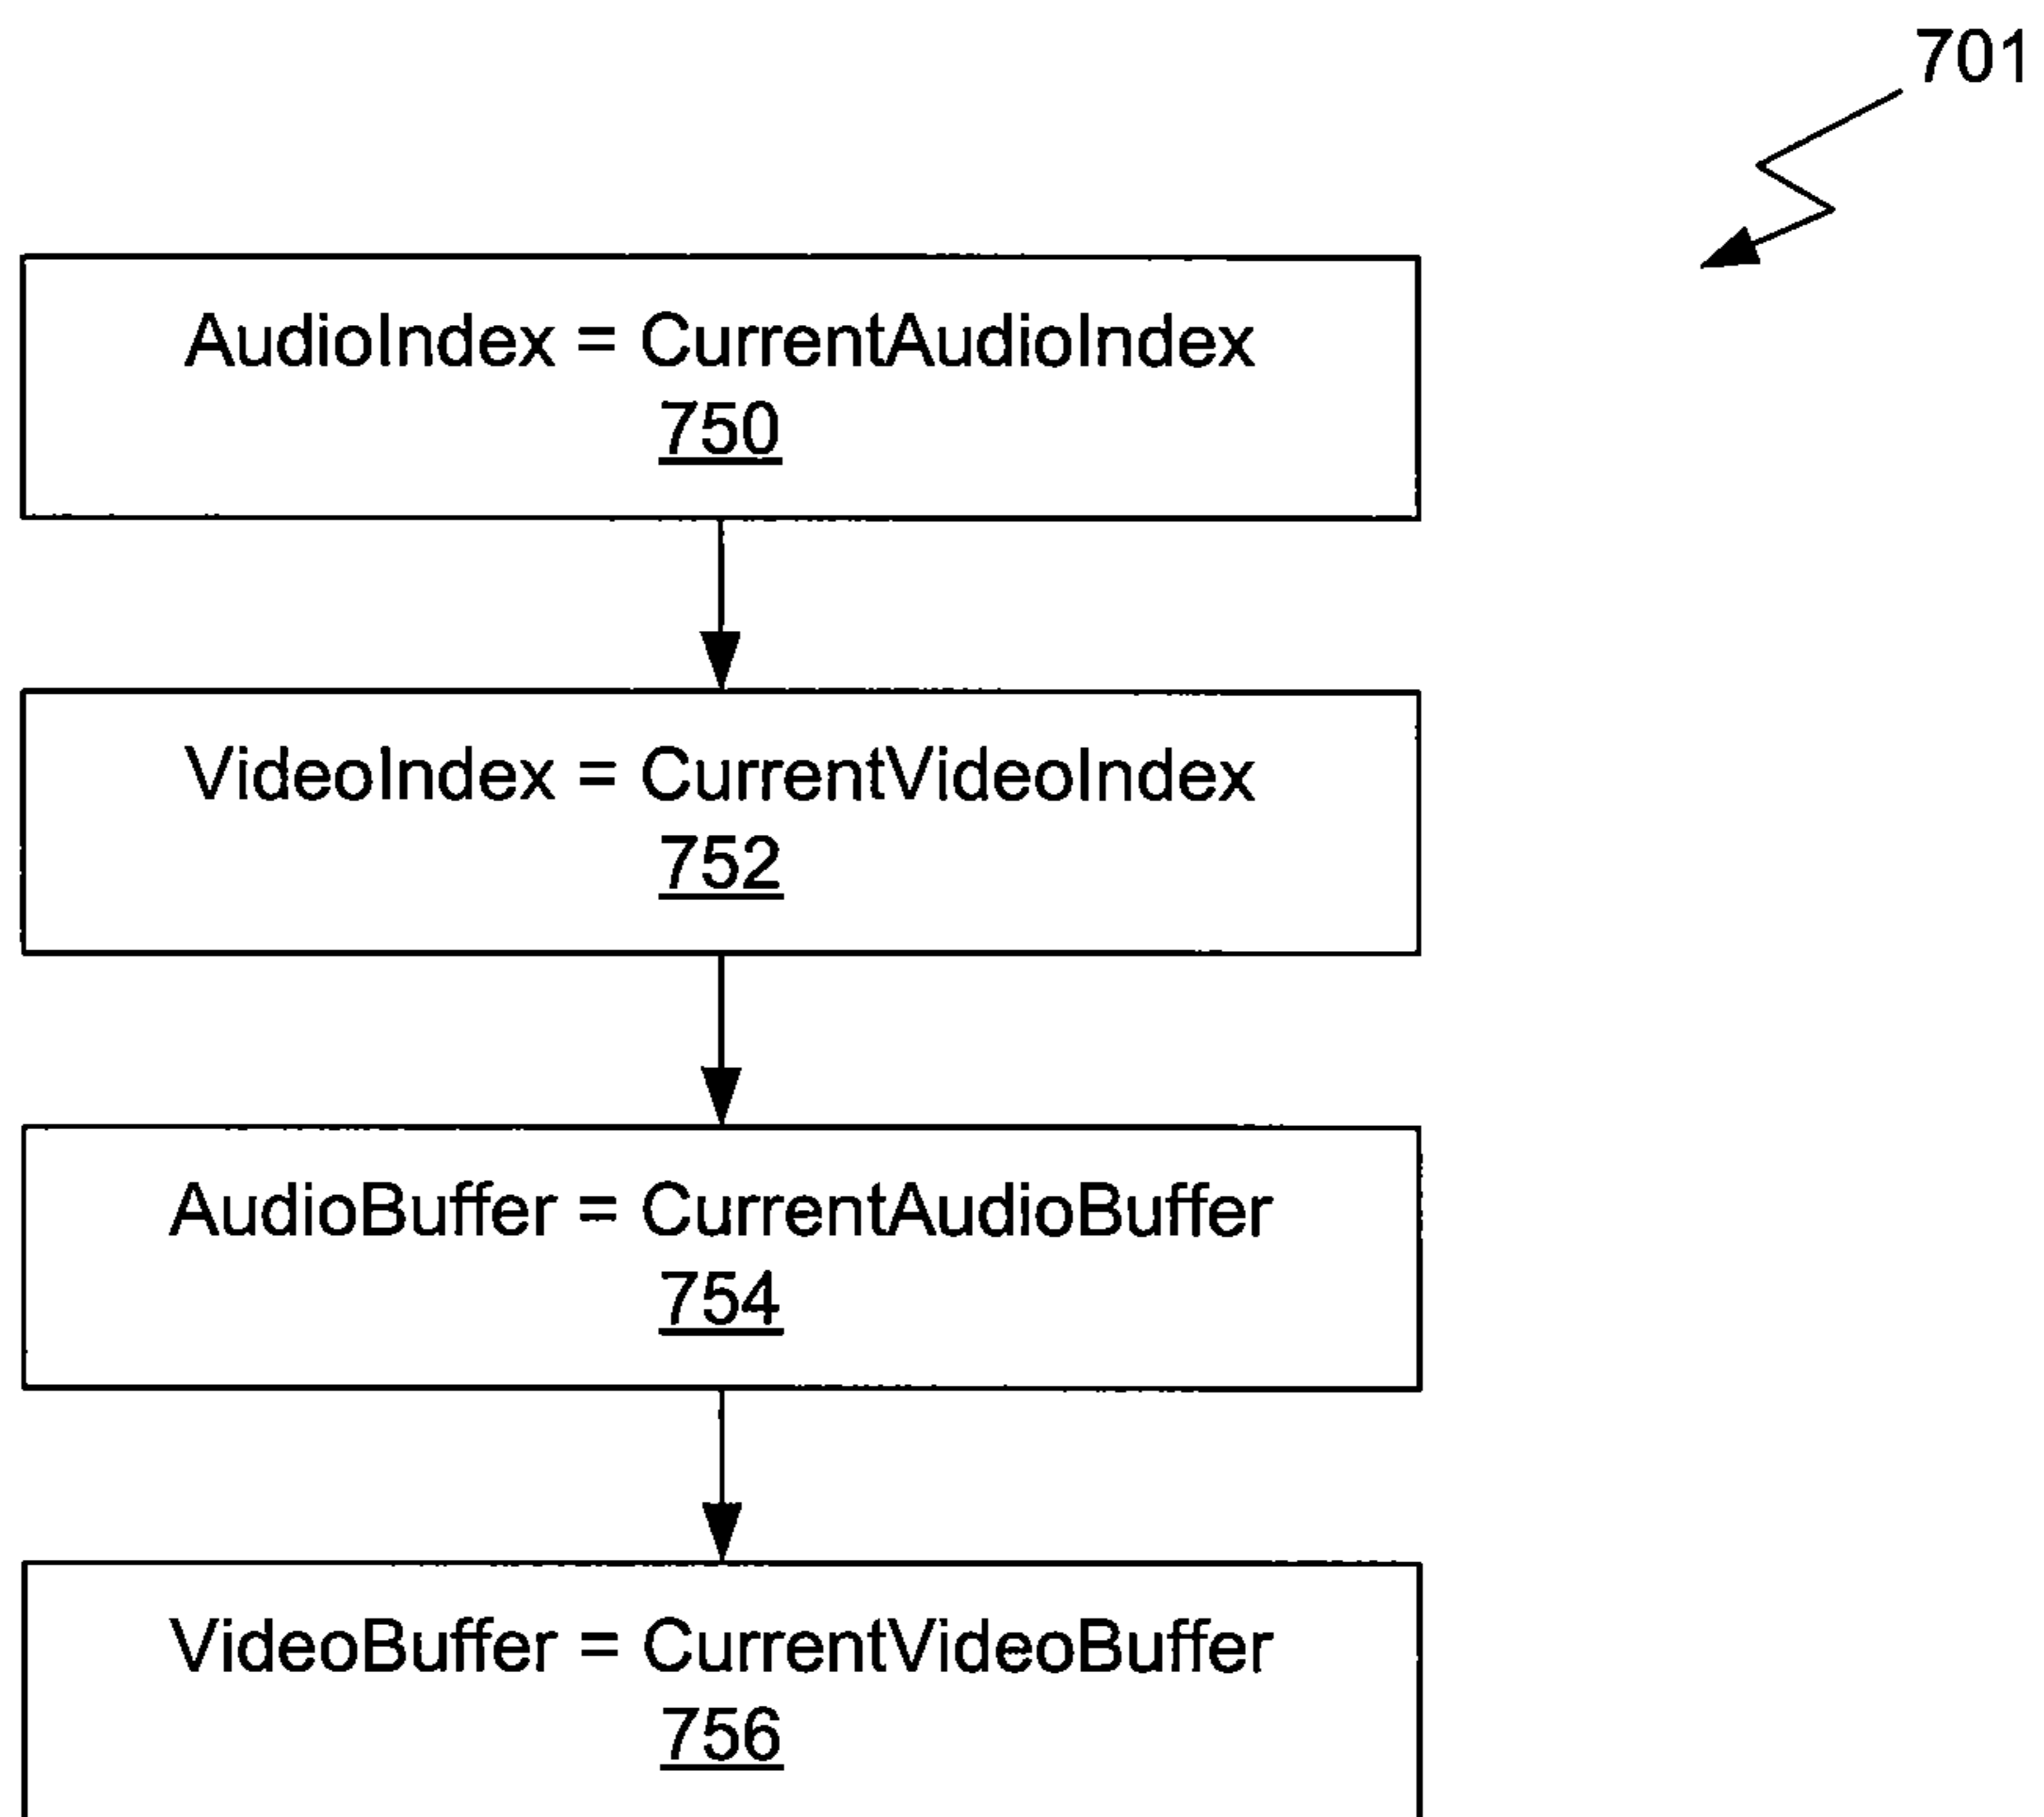 701
AudioIndex = CurrentAudioIndex
750
VideoIndex = CurrentVideoIndex
752
AudioBuffer = CurrentAudioBuffer
754
VideoBuffer = CurrentVideoBuffer
756